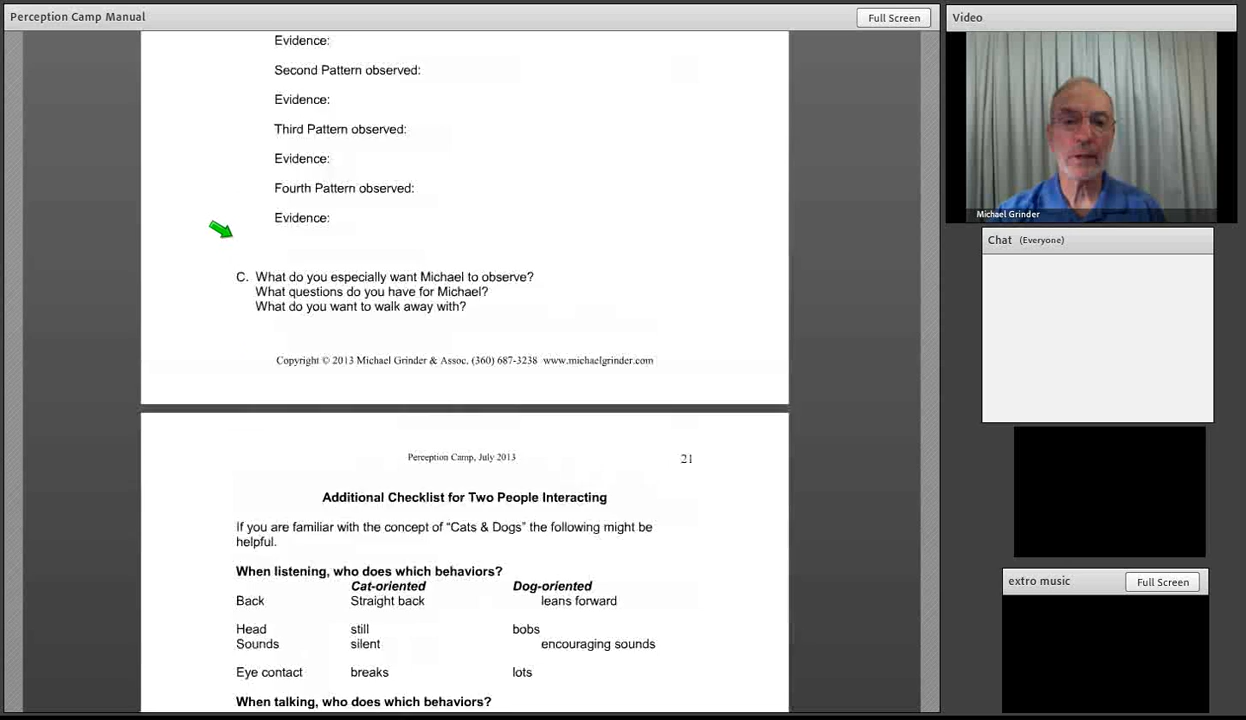 Perception Camp Manual
Full Screen
Evidence:
Second Pattern observed:
Evidence:
Third Pattern observed:
Evidence:
Fourth Pattern observed:
Evidence:
C. What do you especially want Michael to observe?
What questions do you have for Michael?
What do you want to walk away with?
Copyright © 2013 Michael Grinder & Assoc. (360) 687-3238 www.michaelgrinder.com
Perception Camp, July 2013 21
Additional Checklist for Two People Interacting
If you are familiar with the concept of "Cats & Dogs" the following might be
helpful.
When listening, who does which behaviors?
Cat-oriented Dog-oriented
Back Straight back leans forward
Head still bobs
Sounds silent encouraging sounds
Eye contact breaks lots
When talking, who does which behaviors?
Video
Michael Grinder
Chat (Everyone)
extro music Full Screen